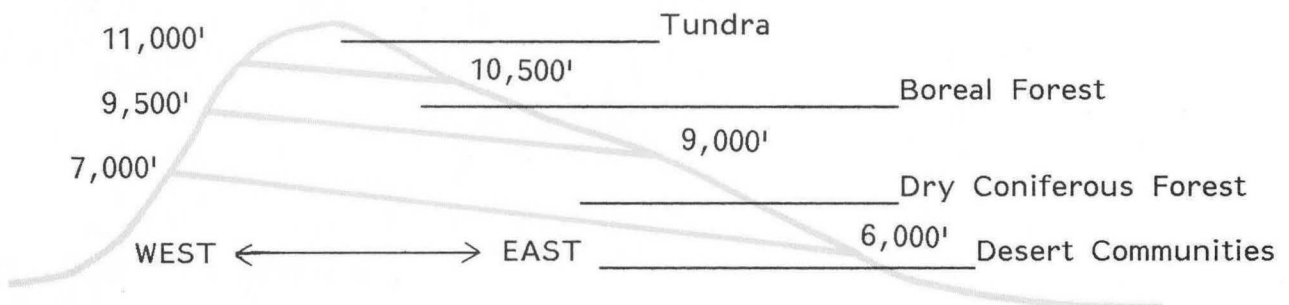 Tundra
11,000'
10,500'
Boreal Forest
9,500'
9,000'
7,000'
Dry Coniferous Forest
6,000'
WEST EAST
Desert Communities